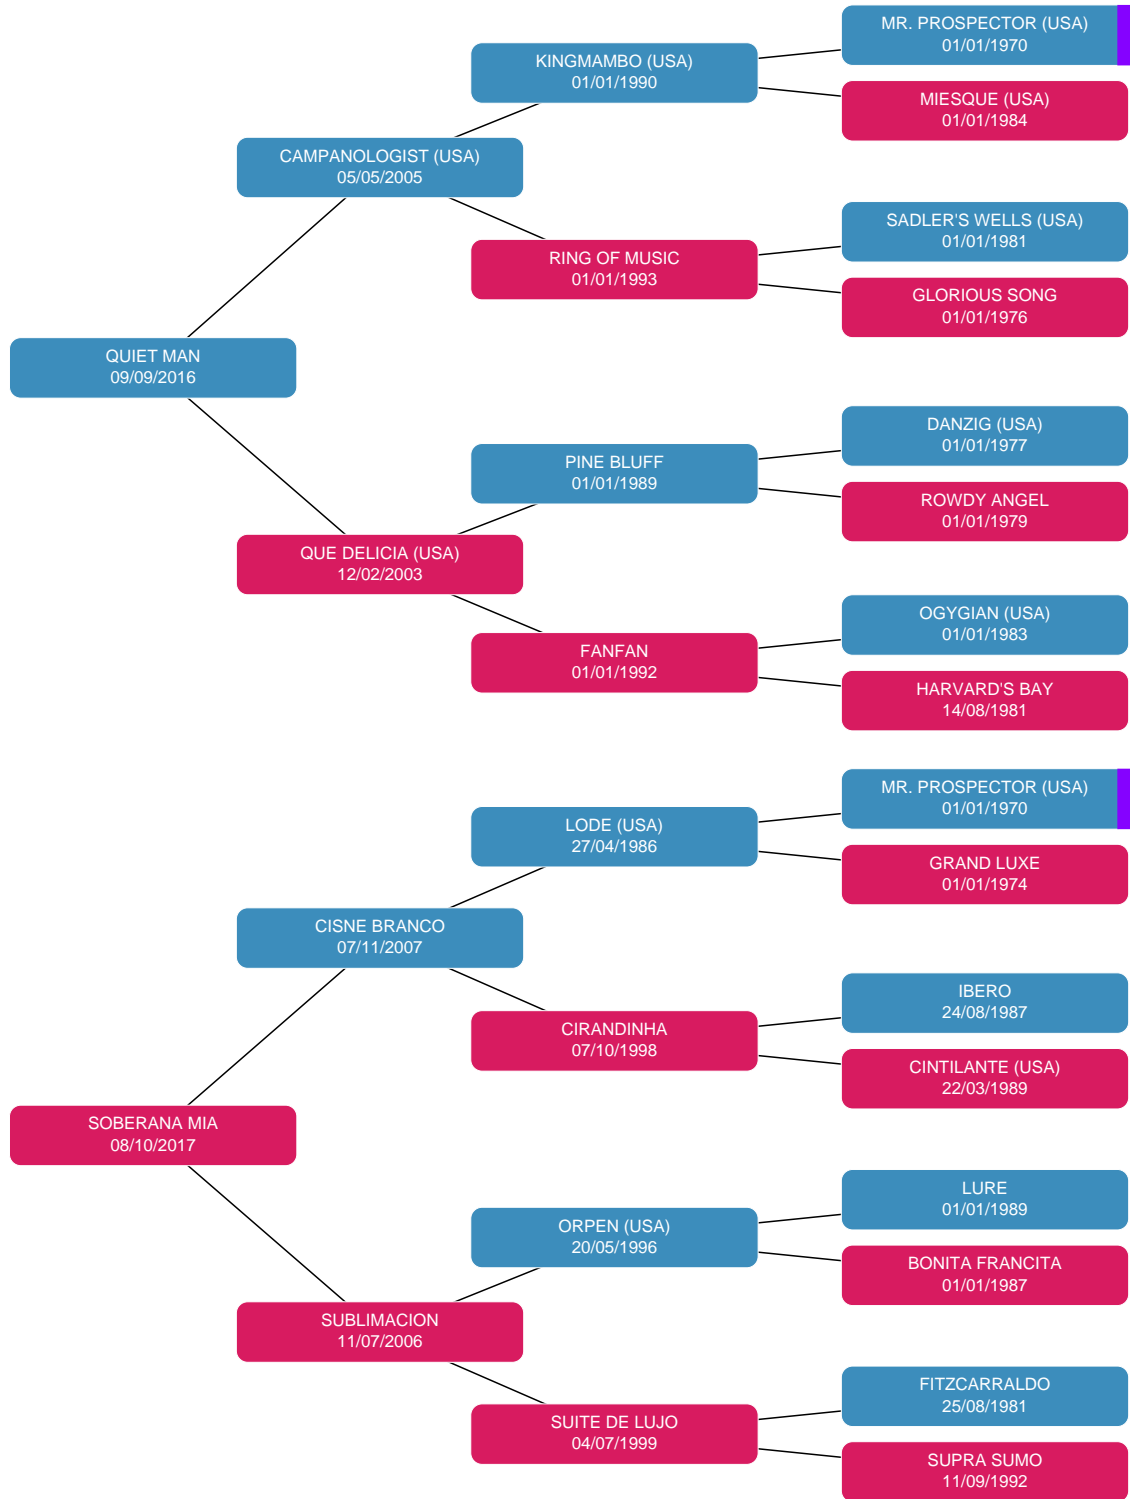 MR. PROSPECTOR (USA)
01/01/1970
KINGMAMBO (USA)
01/01/1990
MIESQUE (USA)
01/01/1984
CAMPANOLOGIST (USA)
05/05/2005
SADLER'S WELLS (USA)
01/01/1981
RING OF MUSIC
01/01/1993
GLORIOUS SONG
01/01/1976
QUIET MAN
09/09/2016
DANZIG (USA)
01/01/1977
PINE BLUFF
01/01/1989
ROWDY ANGEL
01/01/1979
QUE DELICIA (USA)
12/02/2003
OGYGIAN (USA)
01/01/1983
FANFAN
01/01/1992
HARVARD'S BAY
14/08/1981
MR. PROSPECTOR (USA)
01/01/1970
LODE (USA)
27/04/1986
GRAND LUXE
01/01/1974
CISNE BRANCO
07/11/2007
IBERO
24/08/1987
CIRANDINHA
07/10/1998
CINTILANTE (USA)
22/03/1989
SOBERANA MIA
08/10/2017
LURE
01/01/1989
ORPEN (USA)
20/05/1996
BONITA FRANCITA
01/01/1987
SUBLIMACION
11/07/2006
FITZCARRALDO
25/08/1981
SUITE DE LUJO
04/07/1999
SUPRA SUMO
11/09/1992